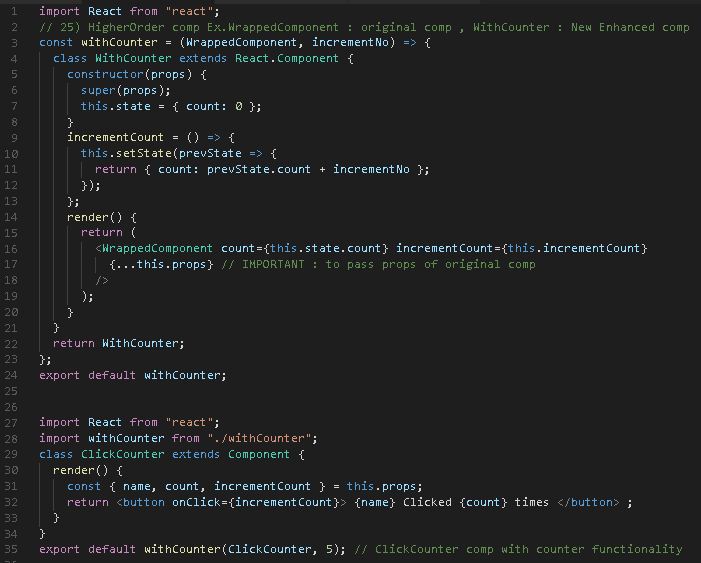 1 import React from "react";
2 // 25) HigherOrder comp Ex.WrappedComponent : original comp , WithCounter : New Enhanced comp
3 const withCounter = (WrappedComponent, incrementNo) => {
4   class WithCounter extends React.Component {
5     constructor(props) {
6       super(props);
7       this.state = { count: 0 };
8     }
9     incrementCount = () => {
10       this.setState(prevState => {
11         return { count: prevState.count + incrementNo };
12       });
13     };
14     render() {
15       return (
16         <WrappedComponent count={this.state.count} incrementCount={this.incrementCount}
17           {...this.props} // IMPORTANT : to pass props of original comp
18         />
19       );
20     }
21   }
22   return WithCounter;
23 };
24 export default withCounter;
25
26
27 import React from "react";
28 import withCounter from "./withCounter";
29 class ClickCounter extends Component {
30   render() {
31     const { name, count, incrementCount } = this.props;
32     return <button onClick={incrementCount}> {name} Clicked {count} times </button> ;
33   }
34 }
35 export default withCounter(ClickCounter, 5); // ClickCounter comp with counter functionality